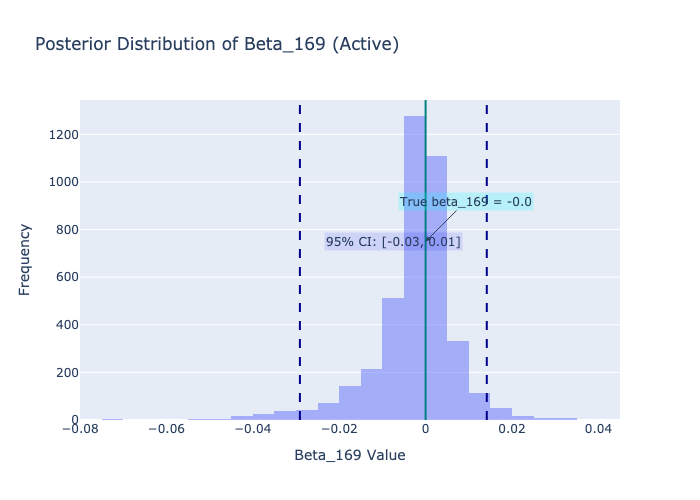 Posterior Distribution of Beta_169 (Active)
1200
1000
True beta_169 = -0.0
800
95% CI: [-0.03, 0.01]
600
400
200
0
Frequency
−0.08 −0.06 −0.04 −0.02 0 0.02 0.04
Beta_169 Value